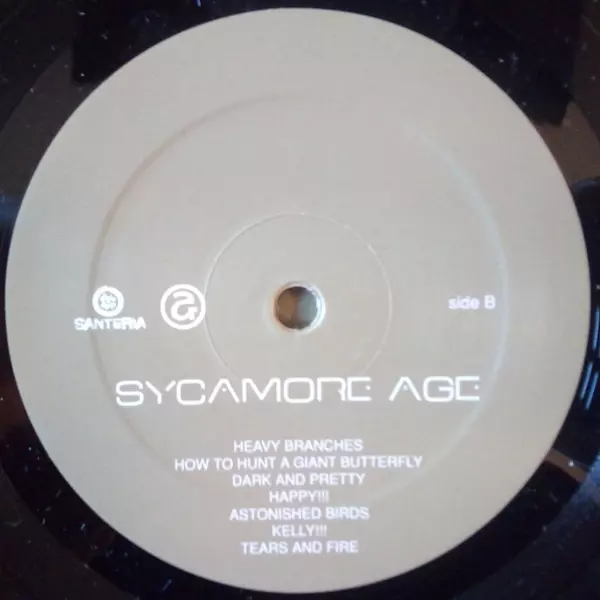 SANTERIA
side B
SYCAMORE AGE
HEAVY BRANCHES
HOW TO HUNT A GIANT BUTTERFLY
DARK AND PRETTY
HAPPY!!!
ASTONISHED BIRDS
KELLY!!!
TEARS AND FIRE